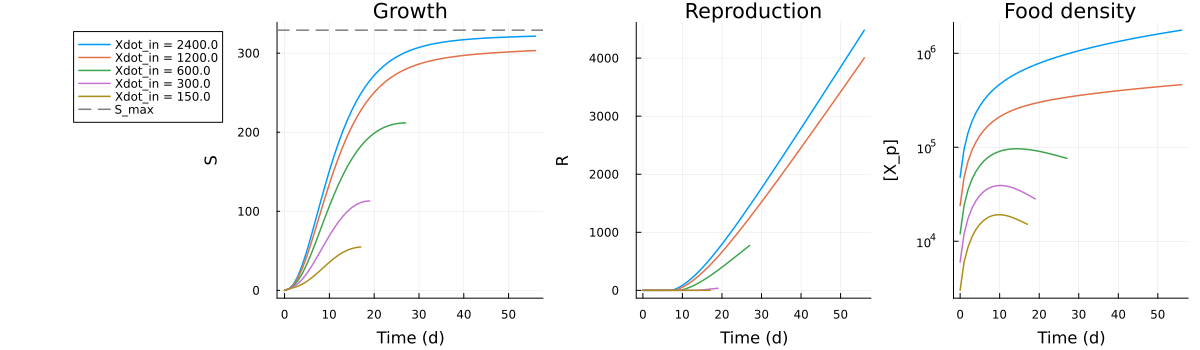 Xdot_in = 2400.0
Xdot_in = 1200.0
Xdot_in = 600.0
Xdot_in = 300.0
Xdot_in = 150.0
S_max
Growth
S
300
200
100
0
0 10 20 30 40 50
Time (d)
Reproduction
R
4000
3000
2000
1000
0
0 10 20 30 40 50
Time (d)
Food density
[X_p]
10⁶
10⁵
10⁴
0 10 20 30 40 50
Time (d)